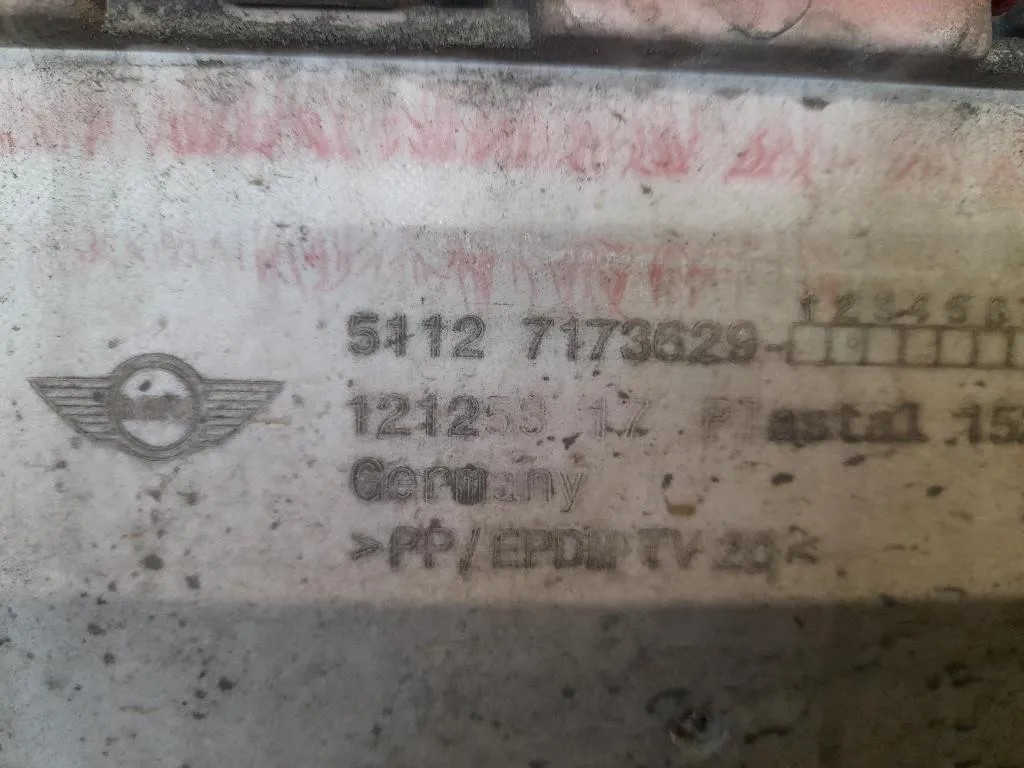 1 2 3 4 5 6
5112 7173629-
121253 17 Plastal
Germany
>PP/EPDM TV 20<